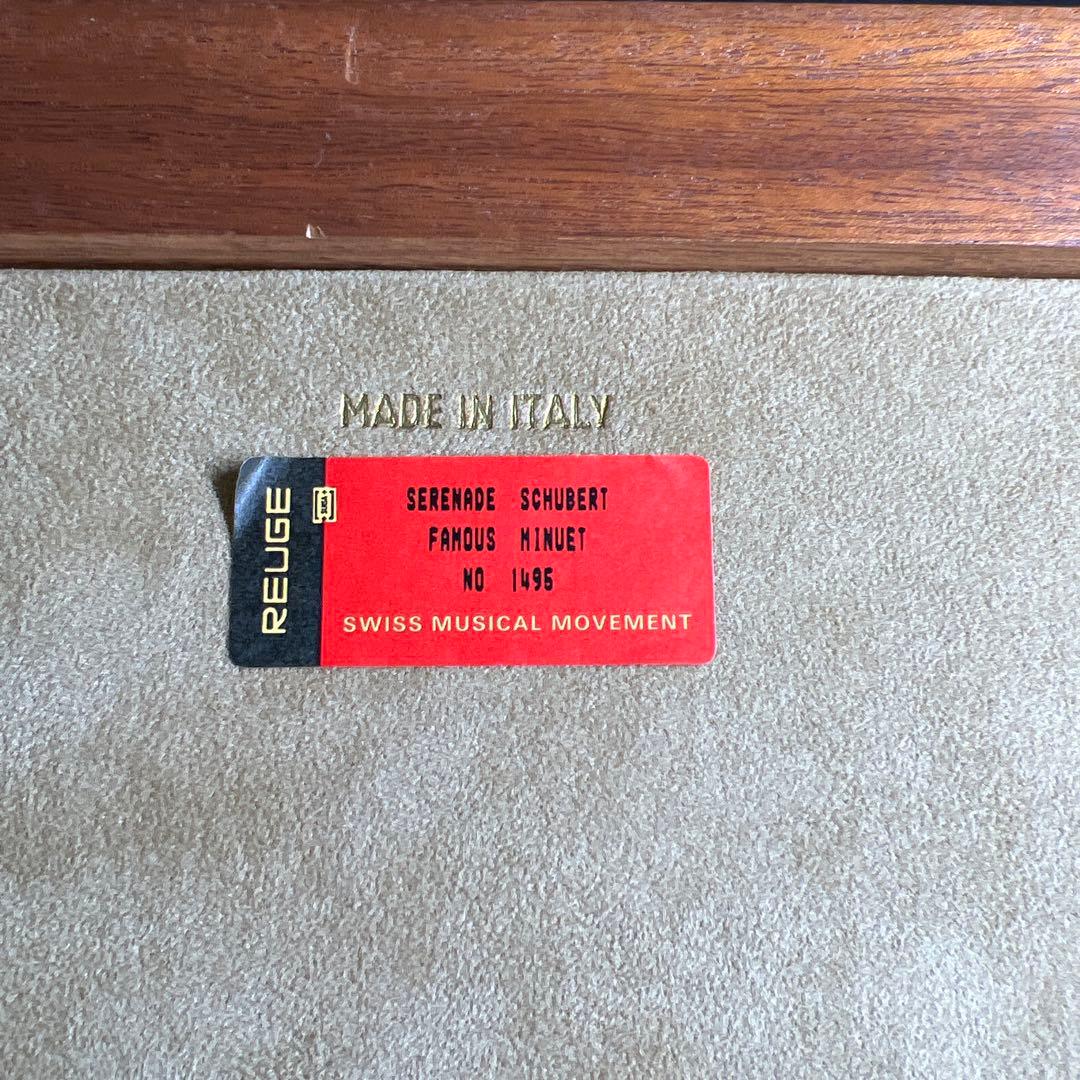 MADE IN ITALY
REUGE
SERENADE SCHUBERT
FAMOUS MINUET
NO 1495
SWISS MUSICAL MOVEMENT